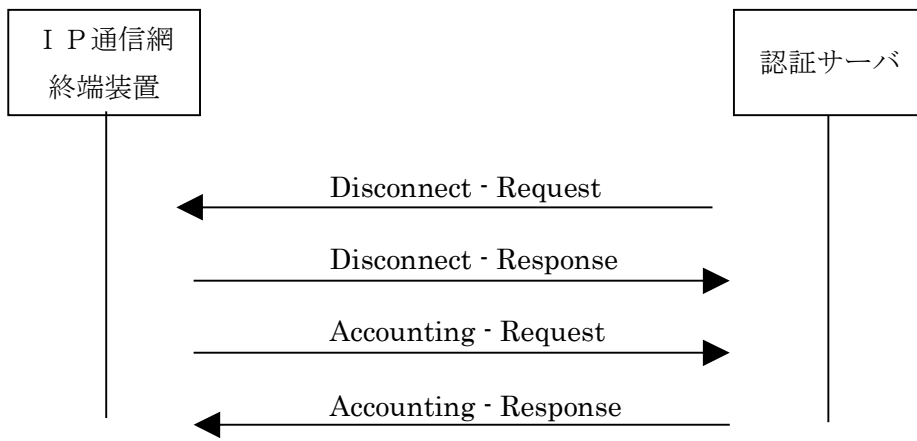 ＩＰ通信網
終端装置
認証サーバ
Disconnect - Request
Disconnect - Response
Accounting - Request
Accounting - Response